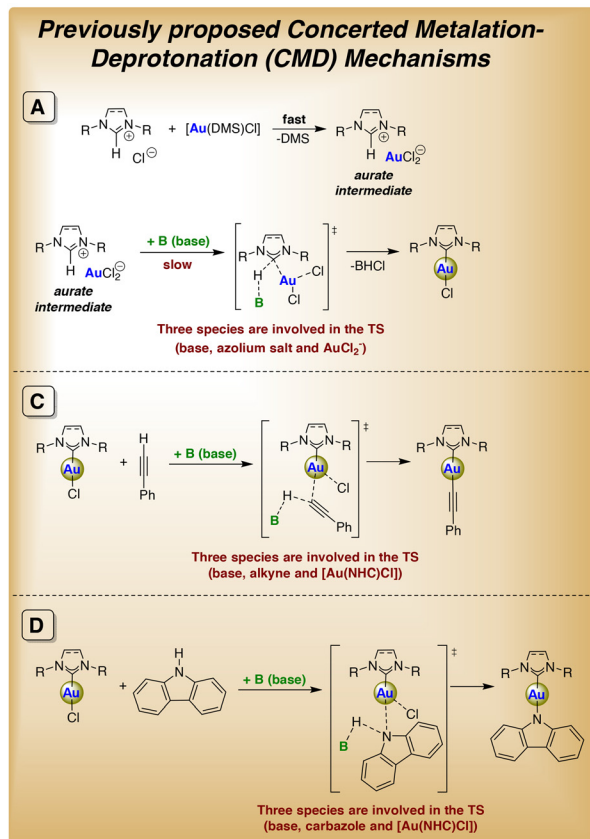 Previously proposed Concerted Metalation-
Deprotonation (CMD) Mechanisms
A
R N N⊕ R H Cl⊖ + [Au(DMS)Cl] fast -DMS R N N⊕ R H AuCl2⊖
aurate
intermediate
R N N⊕ R H AuCl2⊖ + B (base) slow R N N R H Au Cl Cl B ‡ -BHCl R N N R Au Cl
aurate
intermediate
Three species are involved in the TS
(base, azolium salt and AuCl2-)
C
R N N R Au Cl + H Ph + B (base) R N N R Au Cl H B Ph ‡ R N N R Au Ph
Three species are involved in the TS
(base, alkyne and [Au(NHC)Cl])
D
R N N R Au Cl + H N + B (base) R N N R Au Cl H N B ‡ R N N R Au N
Three species are involved in the TS
(base, carbazole and [Au(NHC)Cl])